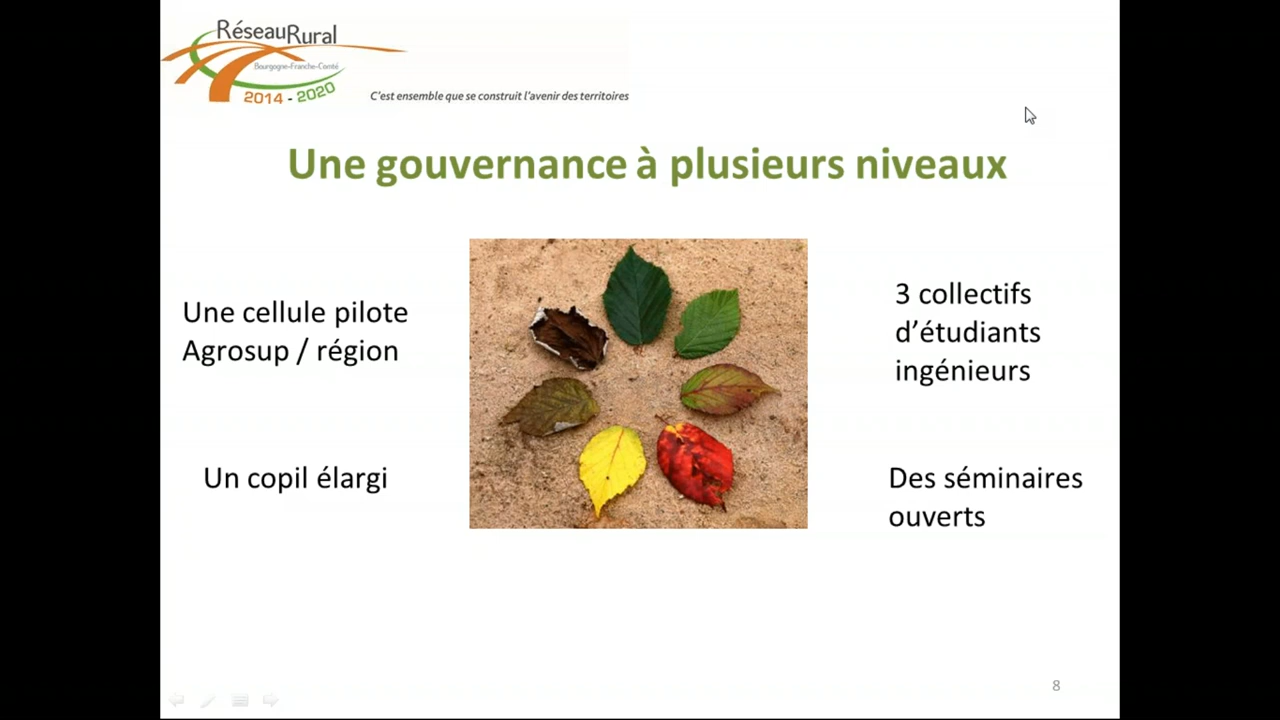 RéseauRural
Bourgogne-Franche-Comté
2014 - 2020
C'est ensemble que se construit l'avenir des territoires
Une gouvernance à plusieurs niveaux
Une cellule pilote
Agrosup / région
Un copil élargi
3 collectifs
d’étudiants
ingénieurs
Des séminaires
ouverts
8